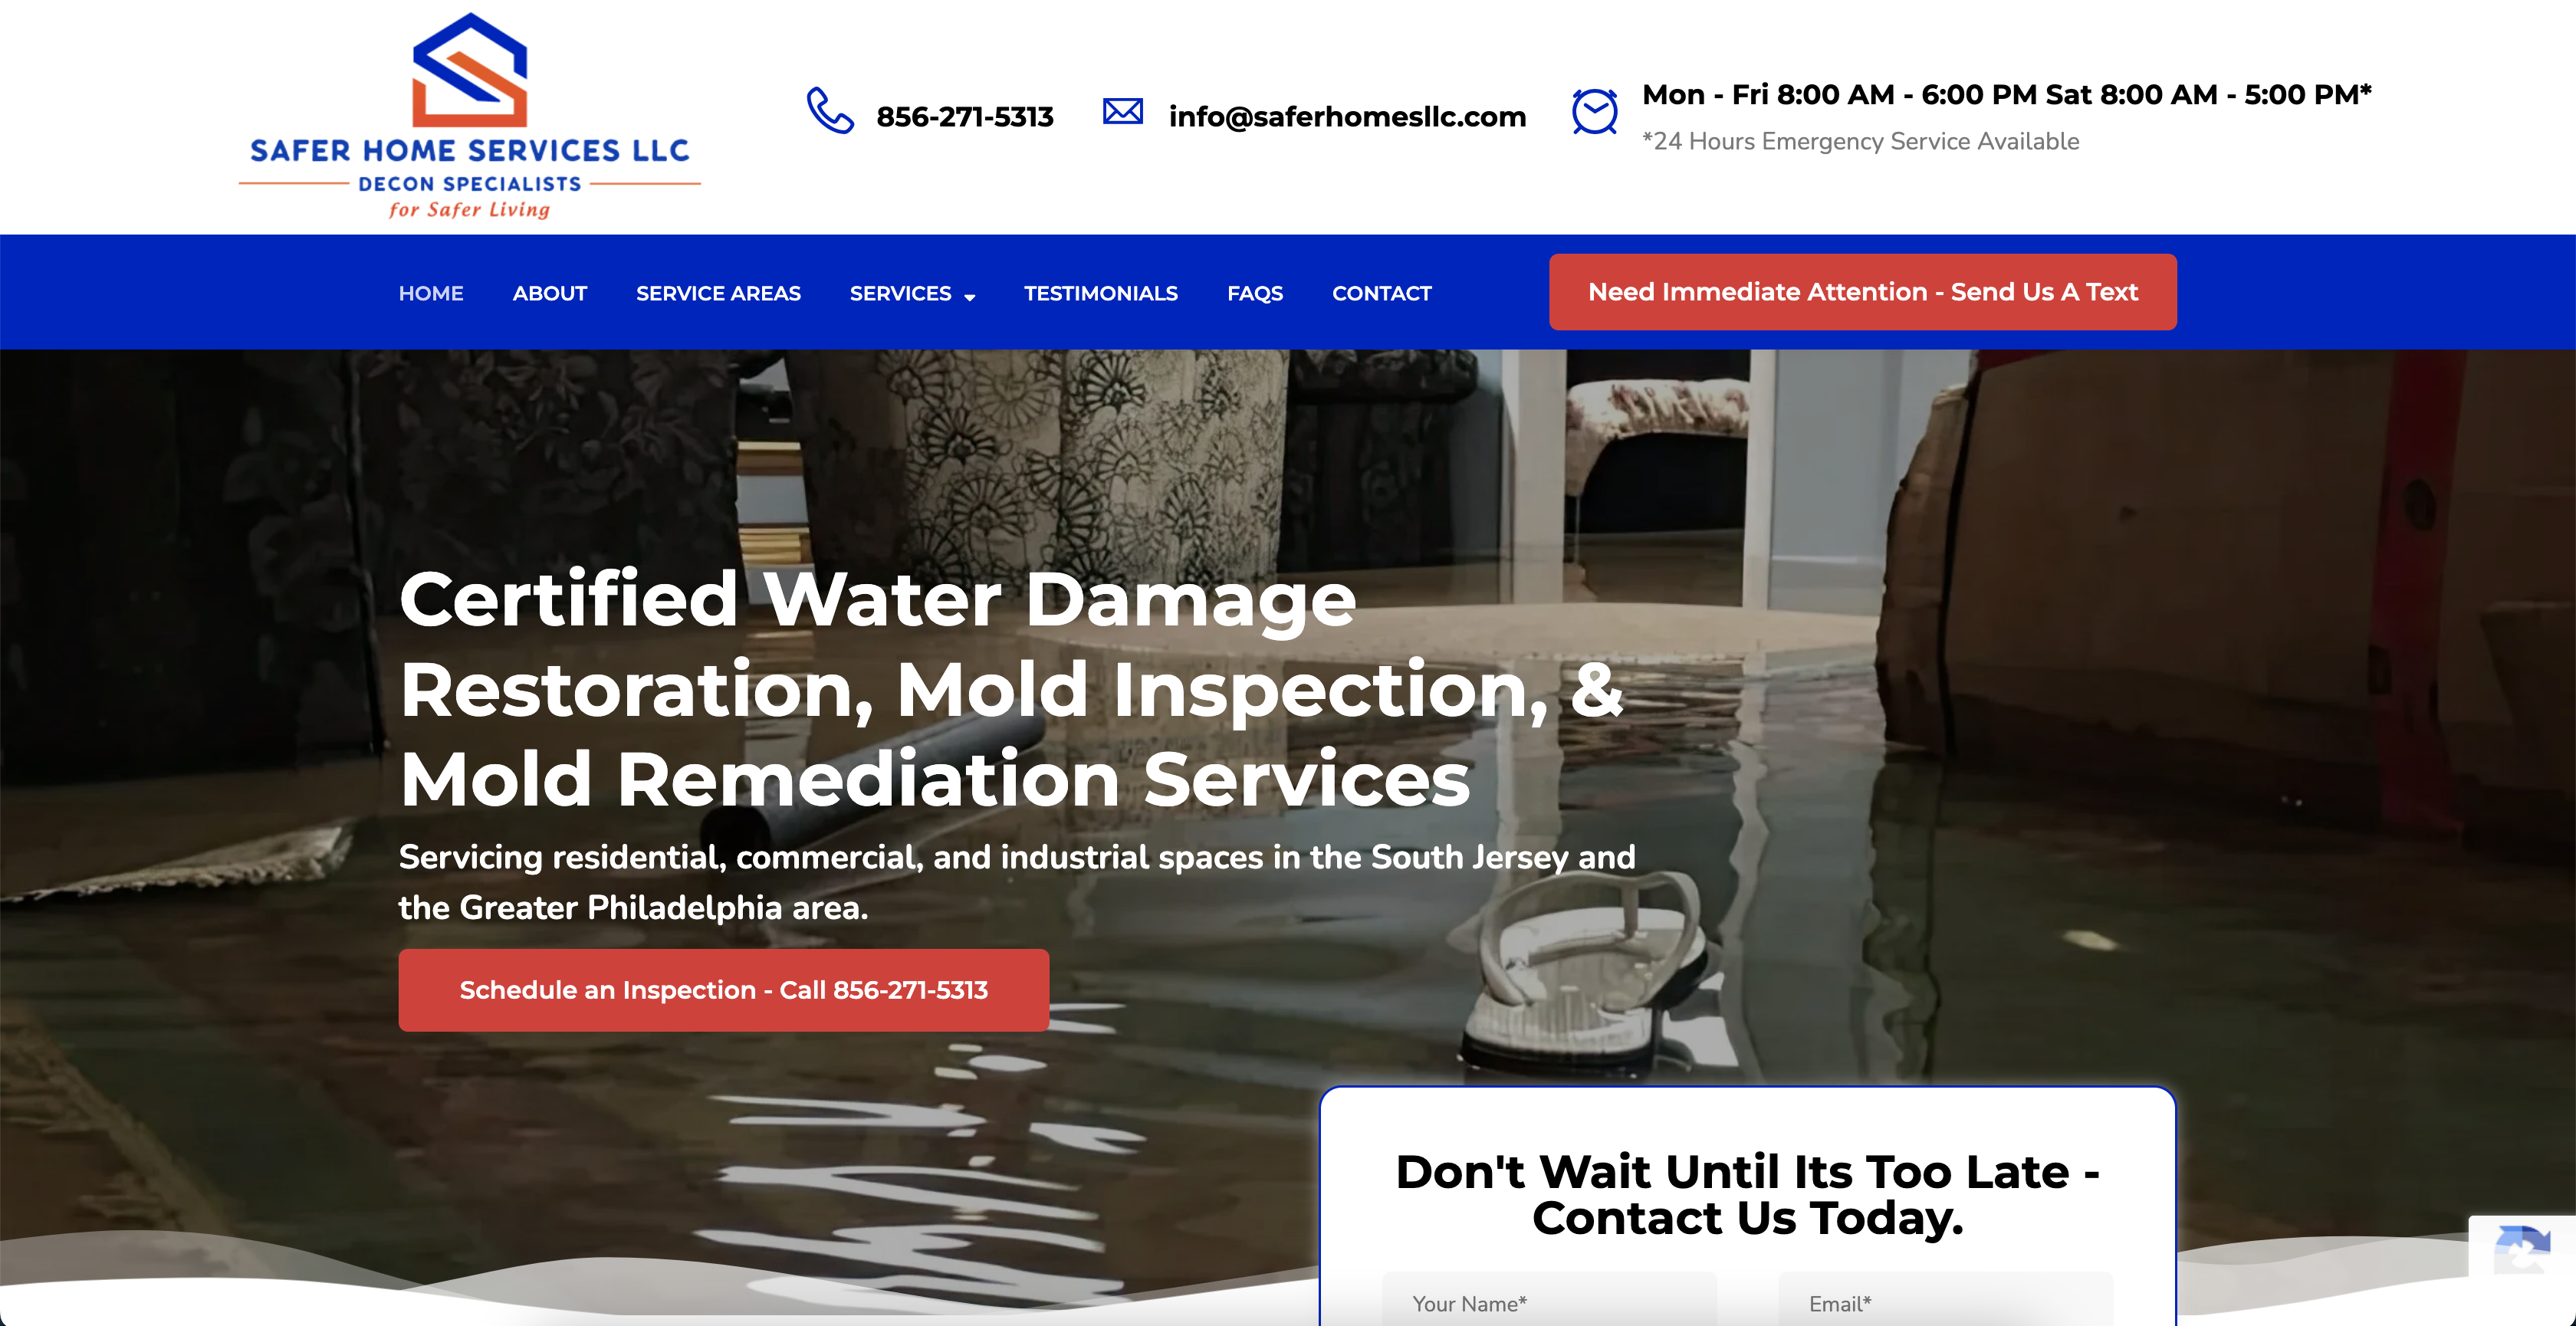 SAFER HOME SERVICES LLC
DECON SPECIALISTS
for Safer Living
856-271-5313
info@saferhomesllc.com
Mon - Fri 8:00 AM - 6:00 PM Sat 8:00 AM - 5:00 PM*
*24 Hours Emergency Service Available
HOME
ABOUT
SERVICE AREAS
SERVICES
TESTIMONIALS
FAQS
CONTACT
Need Immediate Attention - Send Us A Text
Certified Water Damage
Restoration, Mold Inspection, &
Mold Remediation Services
Servicing residential, commercial, and industrial spaces in the South Jersey and
the Greater Philadelphia area.
Schedule an Inspection - Call 856-271-5313
Don't Wait Until Its Too Late -
Contact Us Today.
Your Name*
Email*